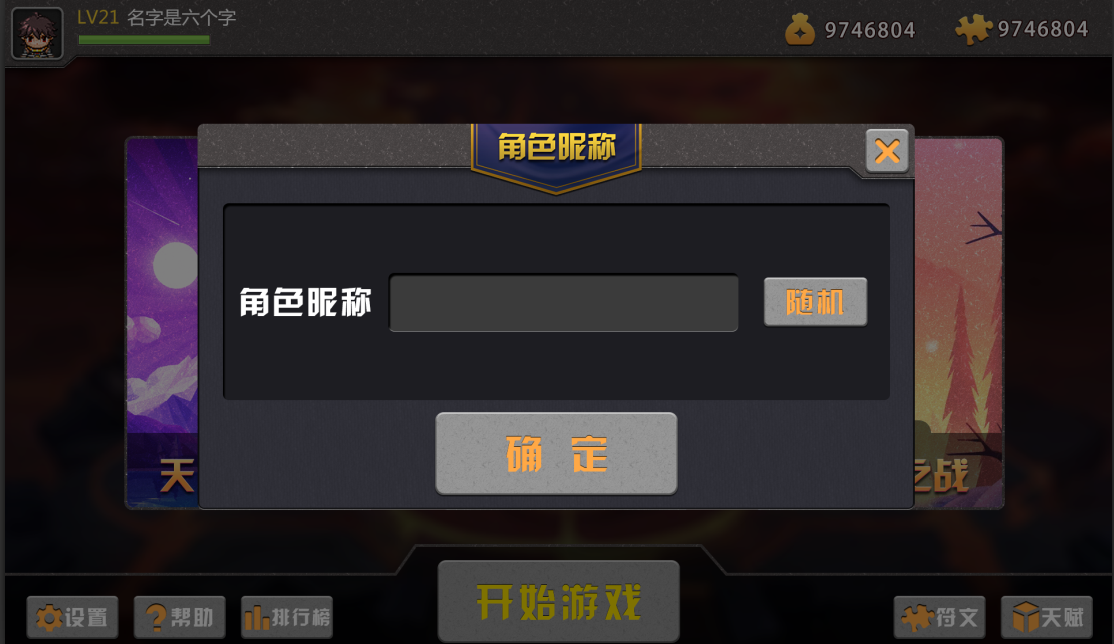 LV21 名字是六个字
9746804
9746804
角色昵称
角色昵称
随机
确定
天
之战
开始游戏
设置
帮助
排行榜
符文
天赋